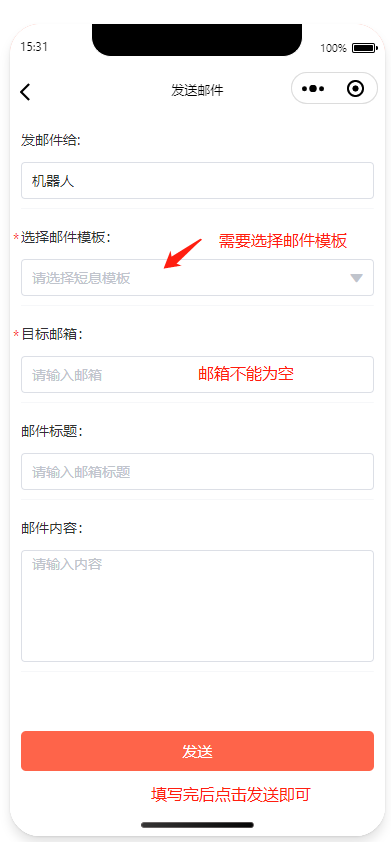 15:31
100%
发送邮件
发邮件给:
机器人
*选择邮件模板:
需要选择邮件模板
请选择短息模板
*目标邮箱:
请输入邮箱
邮箱不能为空
邮件标题:
请输入邮箱标题
邮件内容:
请输入内容
发送
填写完后点击发送即可